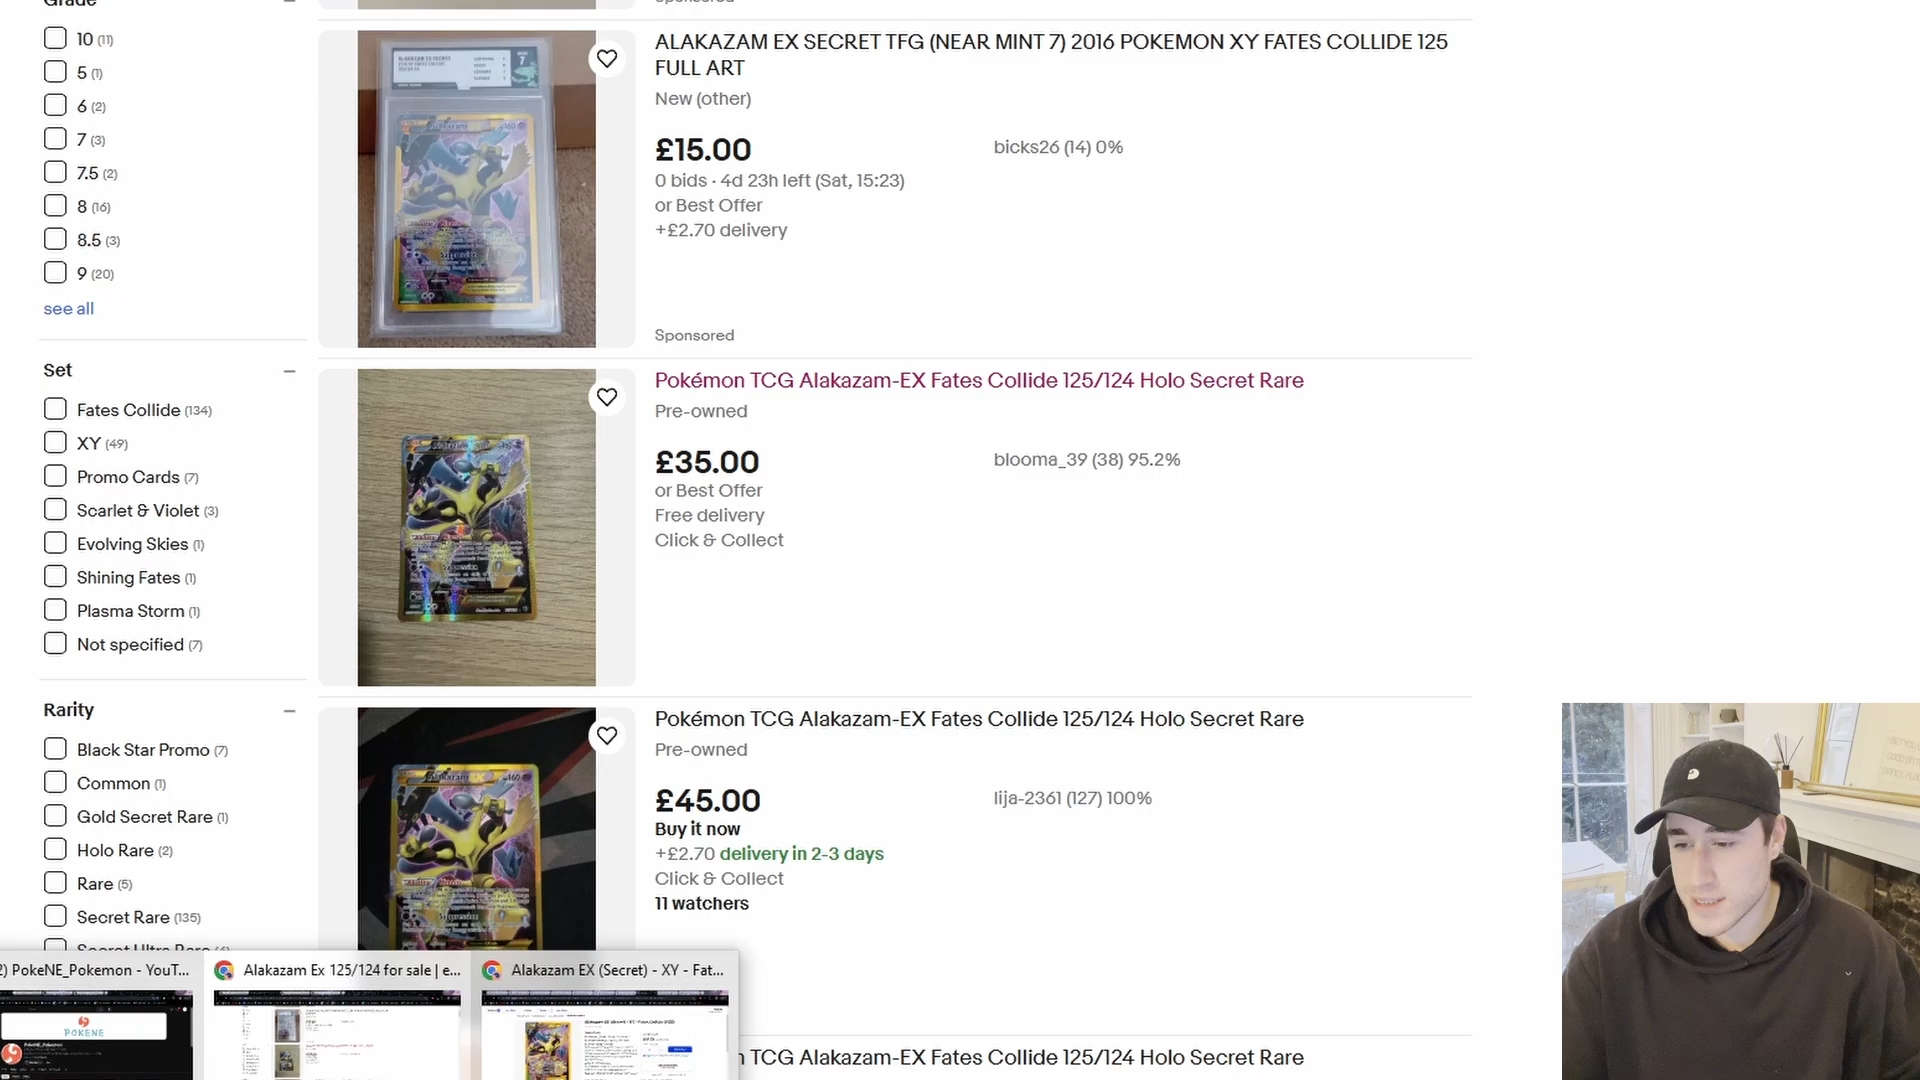 Grade
Sponsored
10 (11)
5 (1)
6 (2)
7 (3)
7.5 (2)
8 (16)
8.5 (3)
9 (20)
see all
Set
Fates Collide (134)
XY (49)
Promo Cards (7)
Scarlet & Violet (3)
Evolving Skies (1)
Shining Fates (1)
Plasma Storm (1)
Not specified (7)
Rarity
Black Star Promo (7)
Common (1)
Gold Secret Rare (1)
Holo Rare (2)
Rare (5)
Secret Rare (135)
Secret Ultra Rare
ALAKAZAM EX SECRET TFG (NEAR MINT 7) 2016 POKEMON XY FATES COLLIDE 125
FULL ART
New (other)
£15.00
bicks26 (14) 0%
0 bids · 4d 23h left (Sat, 15:23)
or Best Offer
+£2.70 delivery
Sponsored
Pokémon TCG Alakazam-EX Fates Collide 125/124 Holo Secret Rare
Pre-owned
£35.00
blooma_39 (38) 95.2%
or Best Offer
Free delivery
Click & Collect
Pokémon TCG Alakazam-EX Fates Collide 125/124 Holo Secret Rare
Pre-owned
£45.00
lija-2361 (127) 100%
Buy it now
+£2.70 delivery in 2-3 days
Click & Collect
11 watchers
TCG Alakazam-EX Fates Collide 125/124 Holo Secret Rare
2) PokeNE_Pokemon - YouT...
Alakazam Ex 125/124 for sale | e...
Alakazam EX (Secret) - XY - Fat...
POKENE